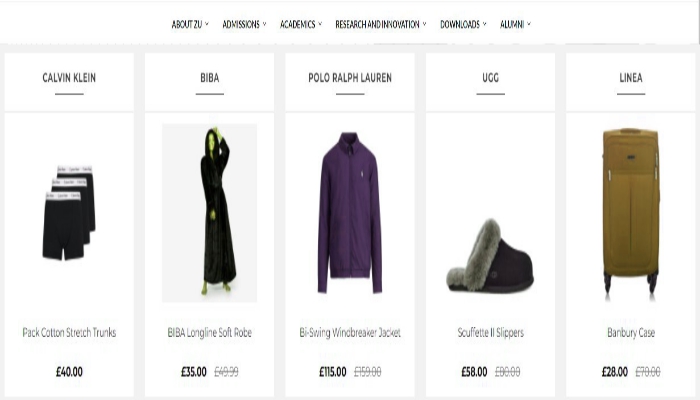 ABOUT ZU ADMISSIONS ACADEMICS RESEARCH AND INNOVATION DOWNLOADS ALUMNI
CALVIN KLEIN
Pack Cotton Stretch Trunks
£40.00
BIBA
BIBA Longline Soft Robe
£35.00 £49.99
POLO RALPH LAUREN
Bi-Swing Windbreaker Jacket
£115.00 £159.00
UGG
Scuffette II Slippers
£58.00 £80.00
LINEA
Banbury Case
£28.00 £70.00